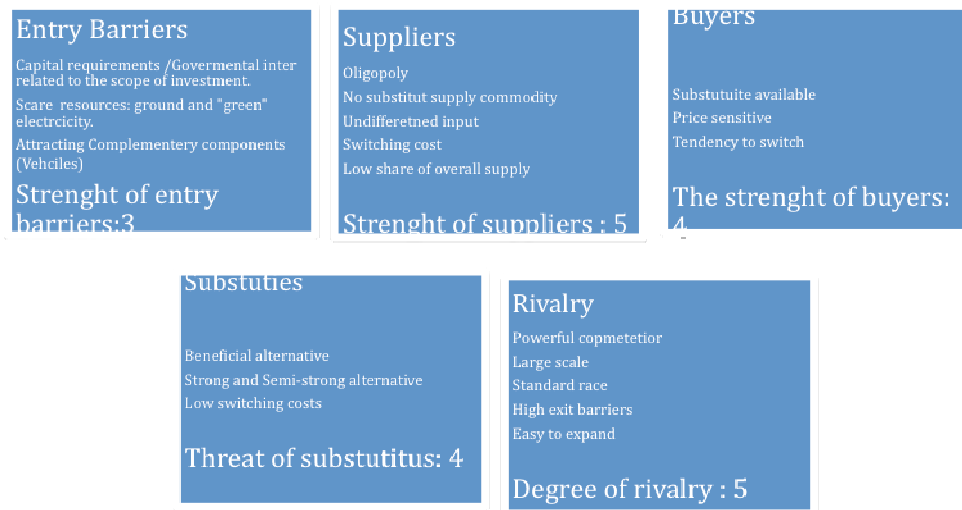 Entry Barriers
Capital requirements /Govermental inter
related to the scope of investment.
Scare  resources: ground and "green"
electrcicity.
Attracting Complementery components
(Vehciles)
Strenght of entry
barriers:3
Suppliers
Oligopoly
No substitut supply commodity
Undifferetned input
Switching cost
Low share of overall supply
Strenght of suppliers : 5
Buyers
Substutuite available
Price sensitive
Tendency to switch
The strenght of buyers:
4
Substuties
Beneficial alternative
Strong and Semi-strong alternative
Low switching costs
Threat of substutitus: 4
Rivalry
Powerful copmetetior
Large scale
Standard race
High exit barriers
Easy to expand
Degree of rivalry : 5